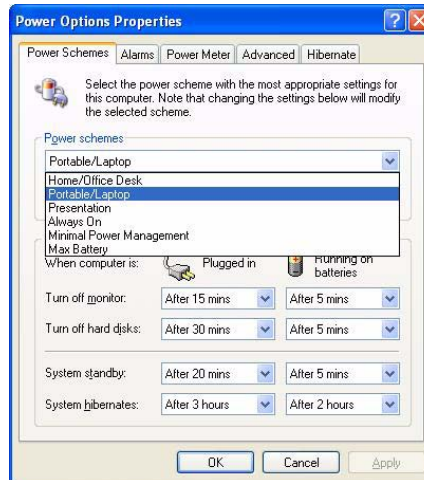 Power Options Properties
Power Schemes Alarms Power Meter Advanced Hibernate
Select the power scheme with the most appropriate settings for
this computer. Note that changing the settings below will modify
the selected scheme.
Power schemes
Portable/Laptop
Home/Office Desk
Portable/Laptop
Presentation
Always On
Minimal Power Management
Max Battery
When computer is: Plugged in Running on
batteries
Turn off monitor: After 15 mins After 5 mins
Turn off hard disks: After 30 mins After 5 mins
System standby: After 20 mins After 5 mins
System hibernates: After 3 hours After 2 hours
OK Cancel Apply